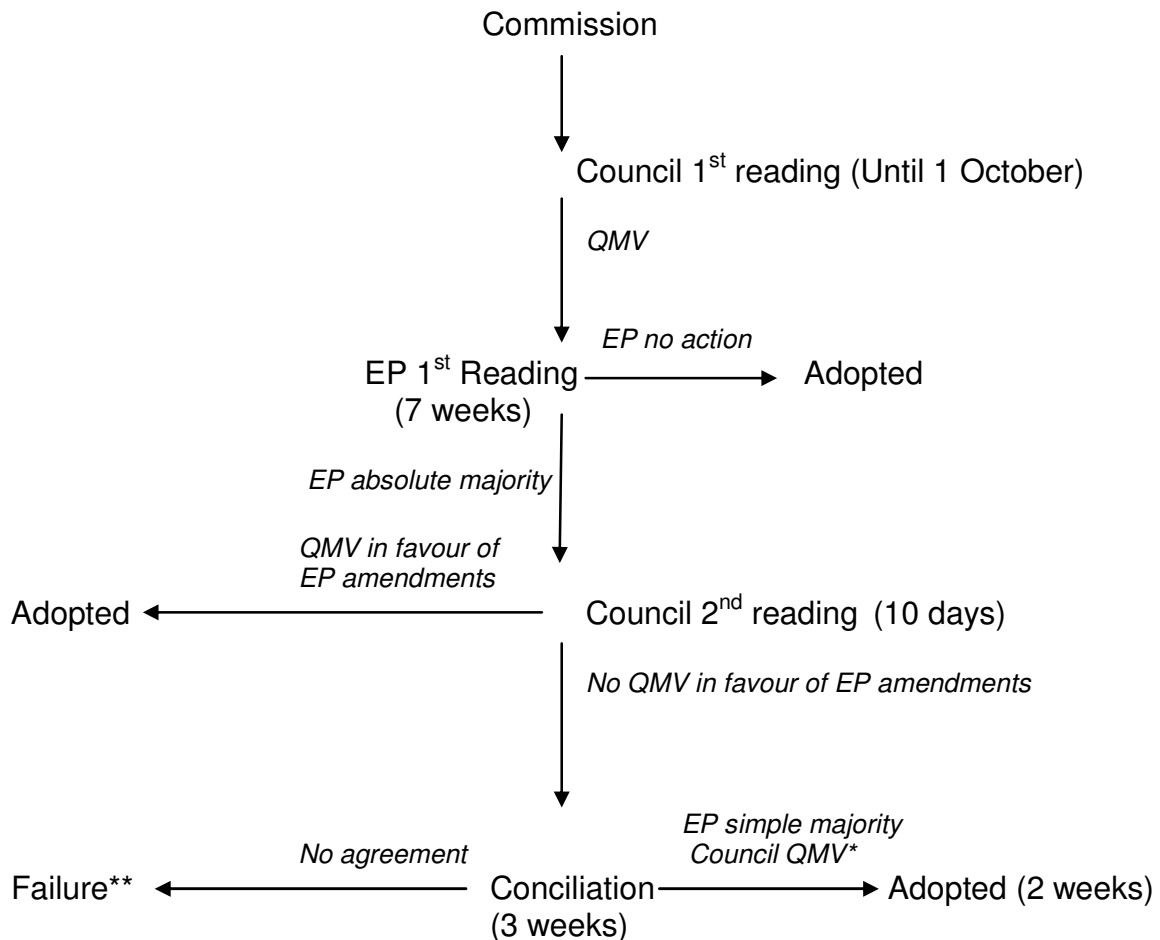 Commission
Council 1st reading (Until 1 October)
QMV
EP no action
EP 1st Reading
(7 weeks)
Adopted
EP absolute majority
QMV in favour of
EP amendments
Adopted
Council 2nd reading (10 days)
No QMV in favour of EP amendments
EP simple majority
Council QMV*
No agreement
Failure**
Conciliation
(3 weeks)
Adopted (2 weeks)